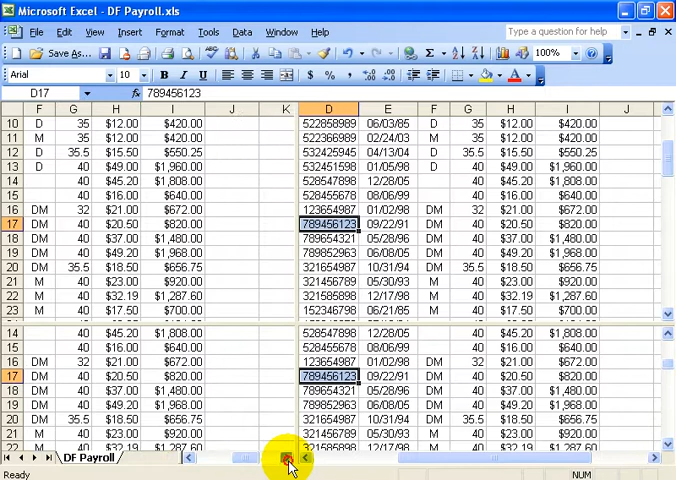 Microsoft Excel - DF Payroll.xls
File Edit View Insert Format Tools Data Window Help Type a question for help
Save As... 100%
Arial 10 B I U $ %
D17 789456123
F G H I J K D E F G H I J
10 D 35 $12.00 $420.00 522858989 06/03/85 D 35 $12.00 $420.00
11 M 35 $12.00 $420.00 522366989 02/24/03 M 35 $12.00 $420.00
12 D 35.5 $15.50 $550.25 532425945 04/13/04 D 35.5 $15.50 $550.25
13 D 40 $49.00 $1,960.00 532451598 01/05/98 D 40 $49.00 $1,960.00
14 40 $45.20 $1,808.00 528547898 12/28/05 40 $45.20 $1,808.00
15 40 $16.00 $640.00 528455678 08/06/99 40 $16.00 $640.00
16 DM 32 $21.00 $672.00 123654987 01/02/98 DM 32 $21.00 $672.00
17 DM 40 $20.50 $820.00 789456123 09/22/91 DM 40 $20.50 $820.00
18 DM 40 $37.00 $1,480.00 789654321 05/28/96 DM 40 $37.00 $1,480.00
19 DM 40 $49.20 $1,968.00 789852963 06/08/05 DM 40 $49.20 $1,968.00
20 DM 35.5 $18.50 $656.75 321654987 10/31/94 DM 35.5 $18.50 $656.75
21 M 40 $23.00 $920.00 321456789 05/30/93 M 40 $23.00 $920.00
22 M 40 $32.19 $1,287.60 321585898 12/17/98 M 40 $32.19 $1,287.60
23 M 40 $17.50 $700.00 152346798 06/21/85 M 40 $17.50 $700.00
14 40 $45.20 $1,808.00 528547898 12/28/05 40 $45.20 $1,808.00
15 40 $16.00 $640.00 528455678 08/06/99 40 $16.00 $640.00
16 DM 32 $21.00 $672.00 123654987 01/02/98 DM 32 $21.00 $672.00
17 DM 40 $20.50 $820.00 789456123 09/22/91 DM 40 $20.50 $820.00
18 DM 40 $37.00 $1,480.00 789654321 05/28/96 DM 40 $37.00 $1,480.00
19 DM 40 $49.20 $1,968.00 789852963 06/08/05 DM 40 $49.20 $1,968.00
20 DM 35.5 $18.50 $656.75 321654987 10/31/94 DM 35.5 $18.50 $656.75
21 M 40 $23.00 $920.00 321456789 05/30/93 M 40 $23.00 $920.00
22 M 40 $32.19 $1,287.60 321585898 12/17/98 M 40 $32.19 $1,287.60
DF Payroll
Ready NUM